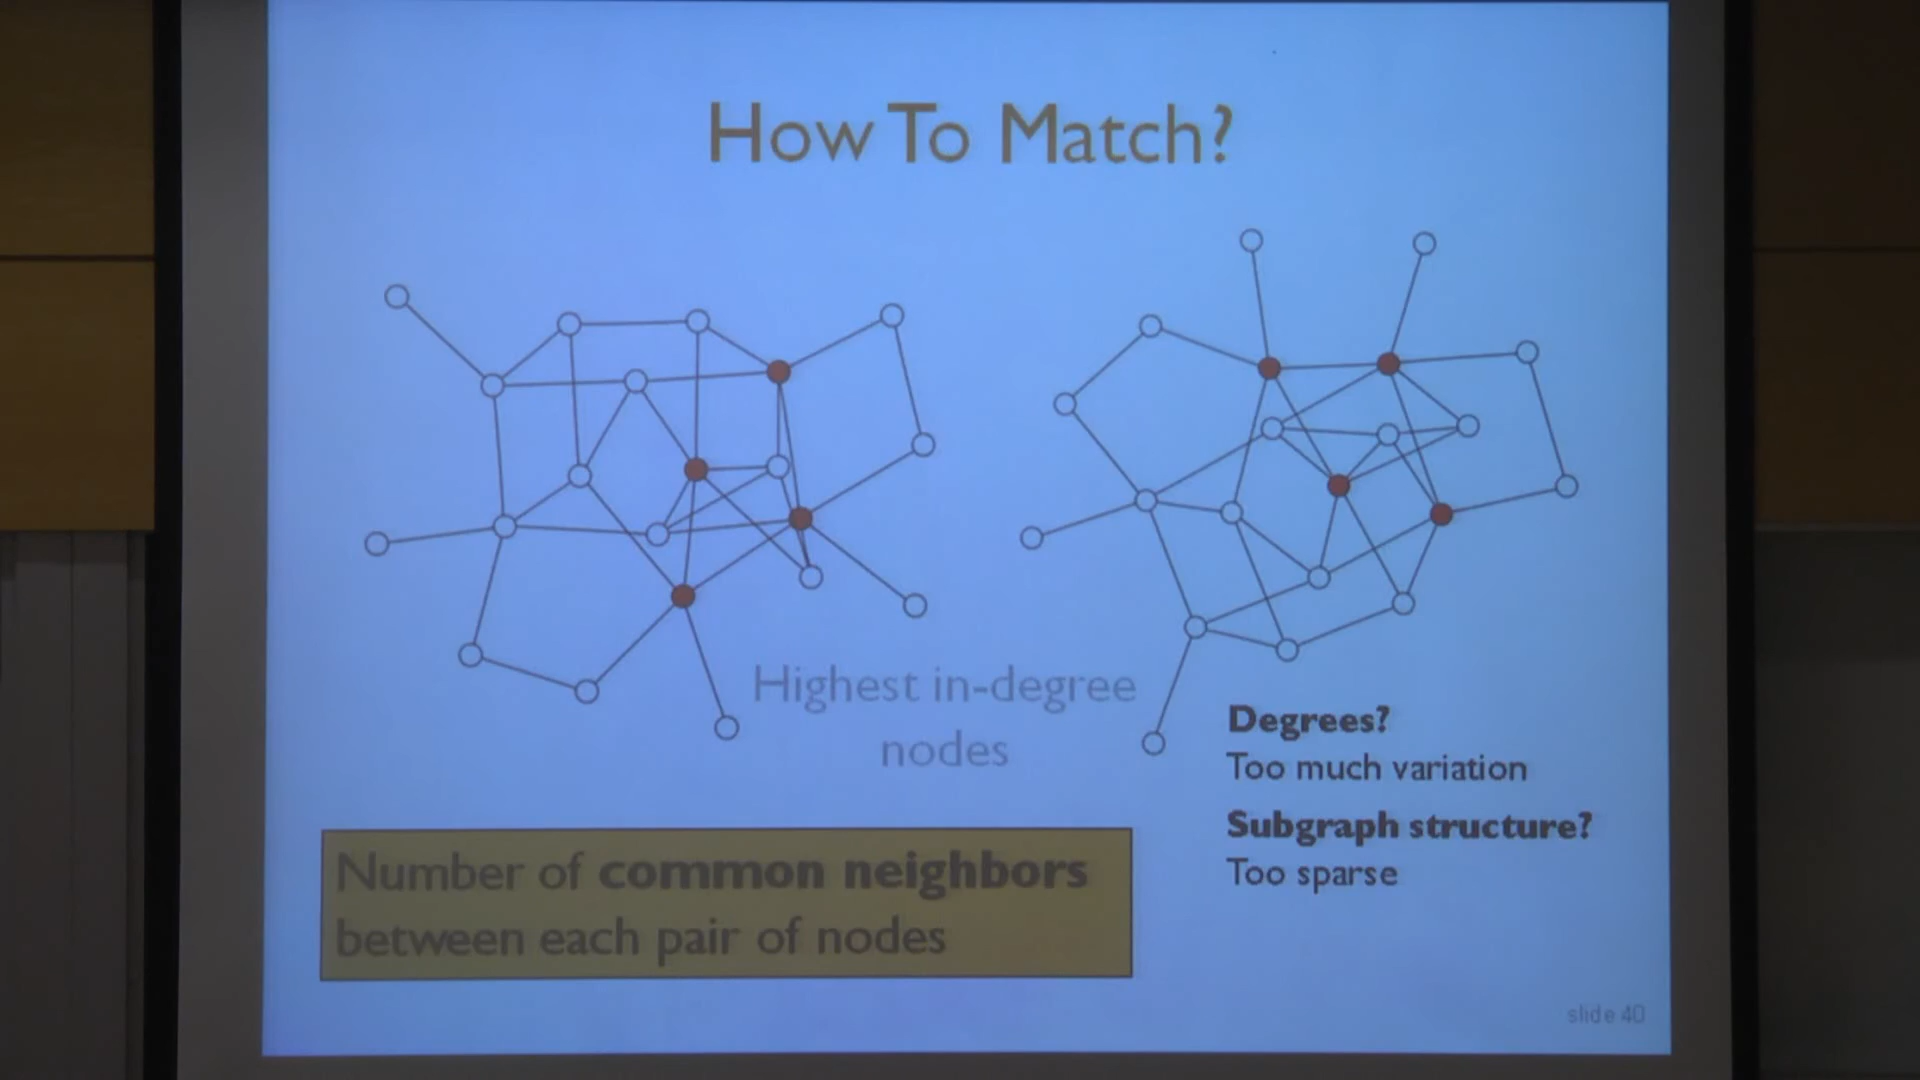 How To Match?
Highest in-degree
nodes
Degrees?
Too much variation
Subgraph structure?
Too sparse
Number of common neighbors
between each pair of nodes
slide 40